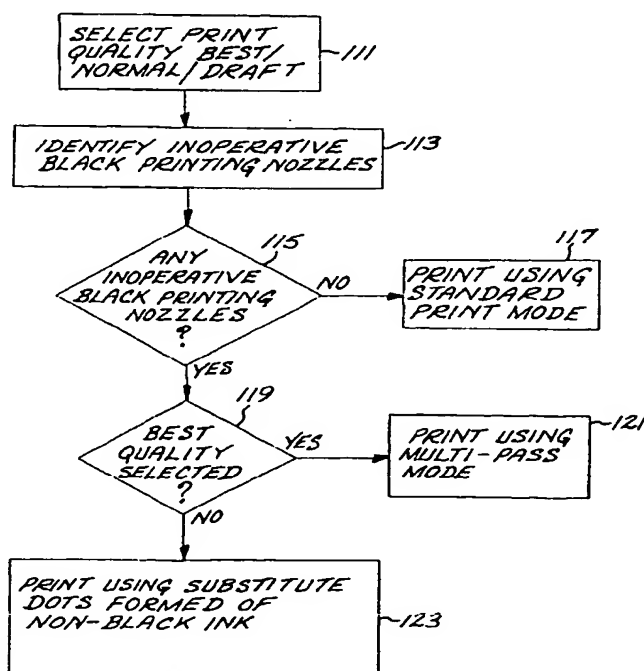 SELECT PRINT
QUALITY BEST/
NORMAL/DRAFT
111
IDENTIFY INOPERATIVE
BLACK PRINTING NOZZLES
113
ANY
INOPERATIVE
BLACK PRINTING
NOZZLES
?
115
NO
PRINT USING
STANDARD
PRINT MODE
117
YES
BEST
QUALITY
SELECTED
?
119
YES
PRINT USING
MULTI-PASS
MODE
121
NO
PRINT USING SUBSTITUTE
DOTS FORMED OF
NON-BLACK INK
123